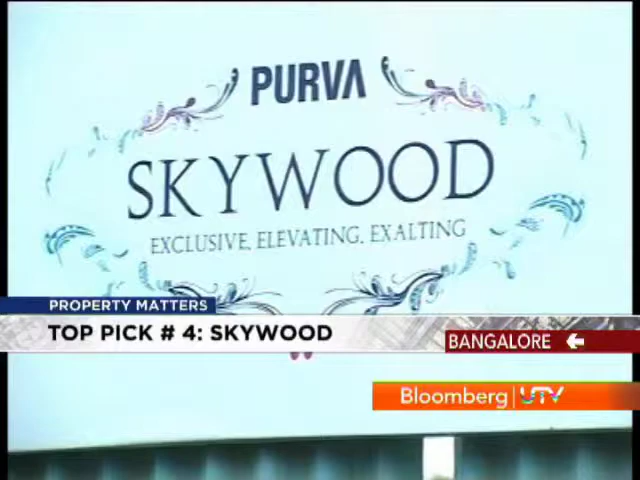 PURVA
SKYWOOD
EXCLUSIVE, ELEVATING, EXALTING
PROPERTY MATTERS
TOP PICK # 4: SKYWOOD
BANGALORE
Bloomberg | UTV